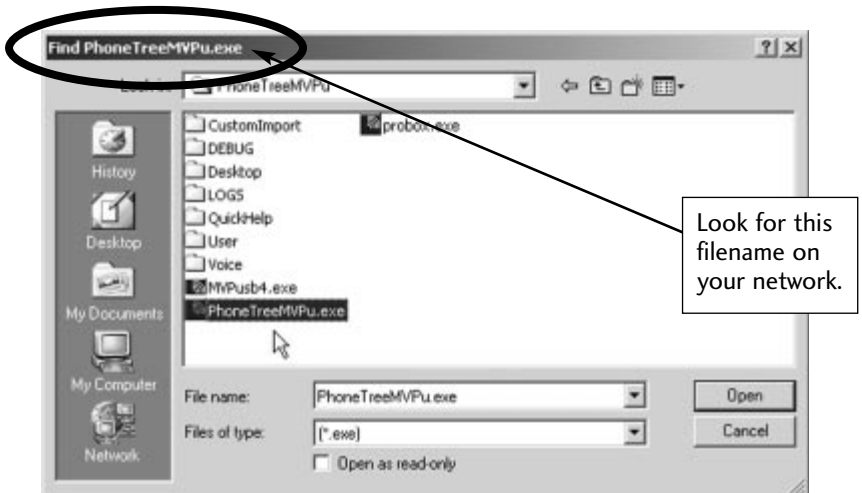 Find PhoneTreeMVPu.exe
Look in: PhoneTreeMVPu
CustomImport
DEBUG
Desktop
LOGS
QuickHelp
User
Voice
MVPusb4.exe
PhoneTreeMVPu.exe
probox.exe
History
Desktop
My Documents
My Computer
Network
File name: PhoneTreeMVPu.exe Open
Files of type: (*.exe) Cancel
Open as read-only
Look for this
filename on
your network.